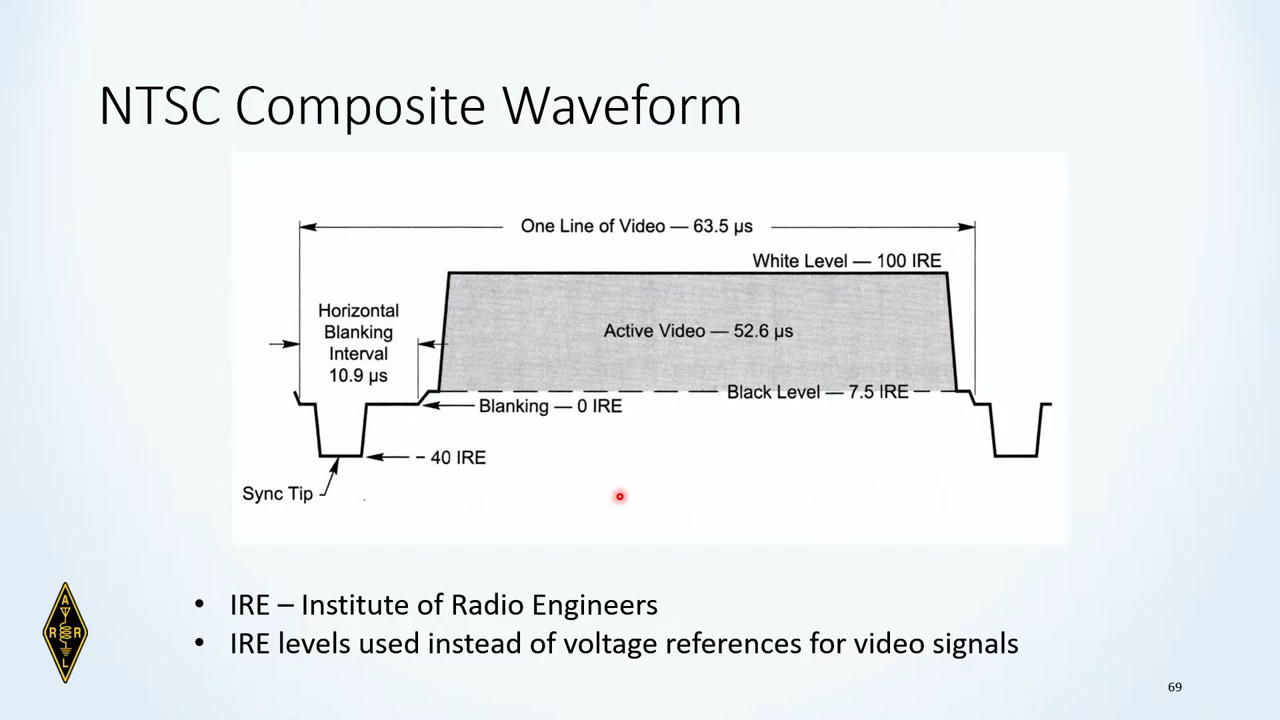 NTSC Composite Waveform
One Line of Video — 63.5 µs
White Level — 100 IRE
Horizontal
Blanking
Interval
10.9 µs
Active Video — 52.6 µs
Black Level — 7.5 IRE
Blanking — 0 IRE
– 40 IRE
Sync Tip
• IRE – Institute of Radio Engineers
• IRE levels used instead of voltage references for video signals
A
R R
L
69